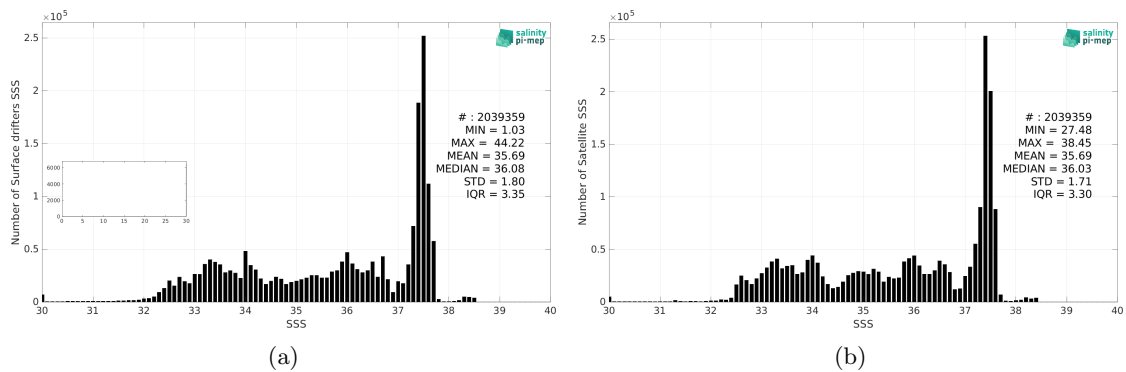 ×10⁵
2.5
2
1.5
1
0.5
0
Number of Surface drifters SSS
salinity
pi-mep
# : 2039359
MIN = 1.03
MAX = 44.22
MEAN = 35.69
MEDIAN = 36.08
STD = 1.80
IQR = 3.35
6000
4000
2000
0
0 5 10 15 20 25 30
30 31 32 33 34 35 36 37 38 39 40
SSS
(a)
×10⁵
2.5
2
1.5
1
0.5
0
Number of Satellite SSS
salinity
pi-mep
# : 2039359
MIN = 27.48
MAX = 38.45
MEAN = 35.69
MEDIAN = 36.03
STD = 1.71
IQR = 3.30
30 31 32 33 34 35 36 37 38 39 40
SSS
(b)